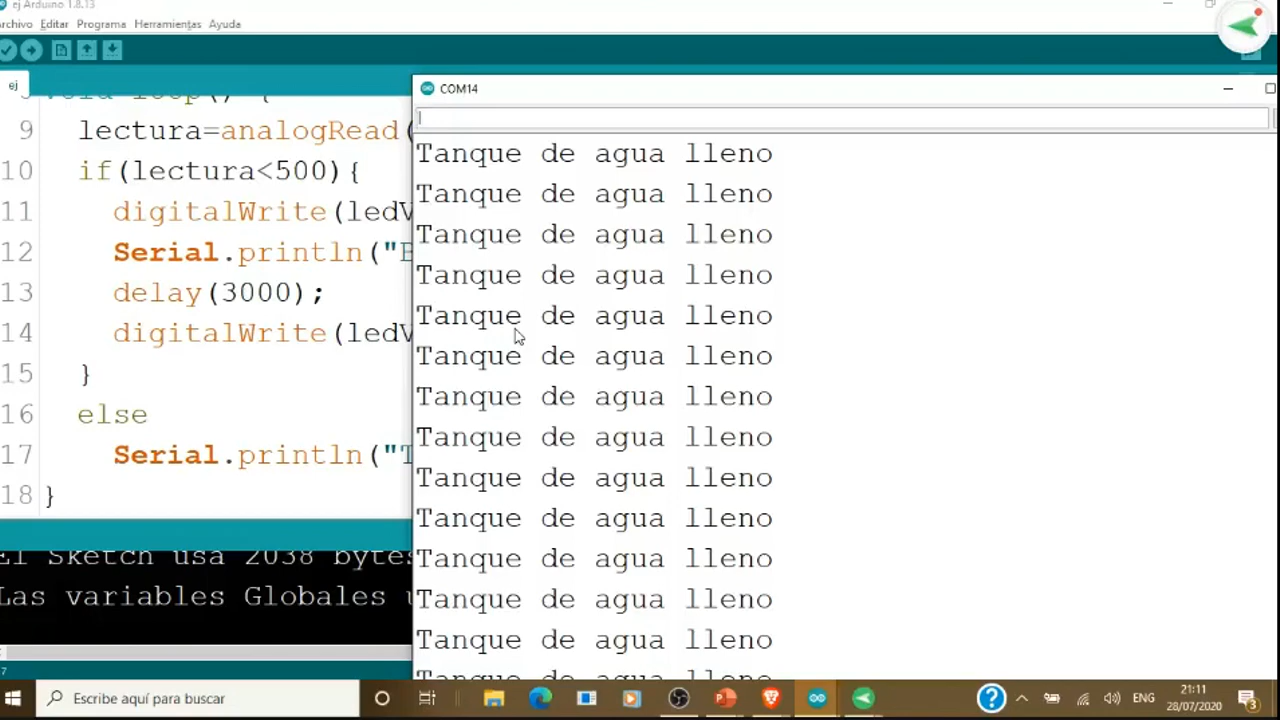 ej Arduino 1.8.13
Archivo Editar Programa Herramientas Ayuda
ej
COM14
void loop() {
9 lectura=analogRead(
10 if(lectura<500){
11 digitalWrite(ledV
12 Serial.println("B
13 delay(3000);
14 digitalWrite(ledV
15 }
16 else
17 Serial.println("T
18 }
Tanque de agua lleno
Tanque de agua lleno
Tanque de agua lleno
Tanque de agua lleno
Tanque de agua lleno
Tanque de agua lleno
Tanque de agua lleno
Tanque de agua lleno
Tanque de agua lleno
Tanque de agua lleno
Tanque de agua lleno
Tanque de agua lleno
Tanque de agua lleno
El Sketch usa 2038 bytes
Las variables Globales
7
Escribe aquí para buscar
ENG
21:11
28/07/2020
3